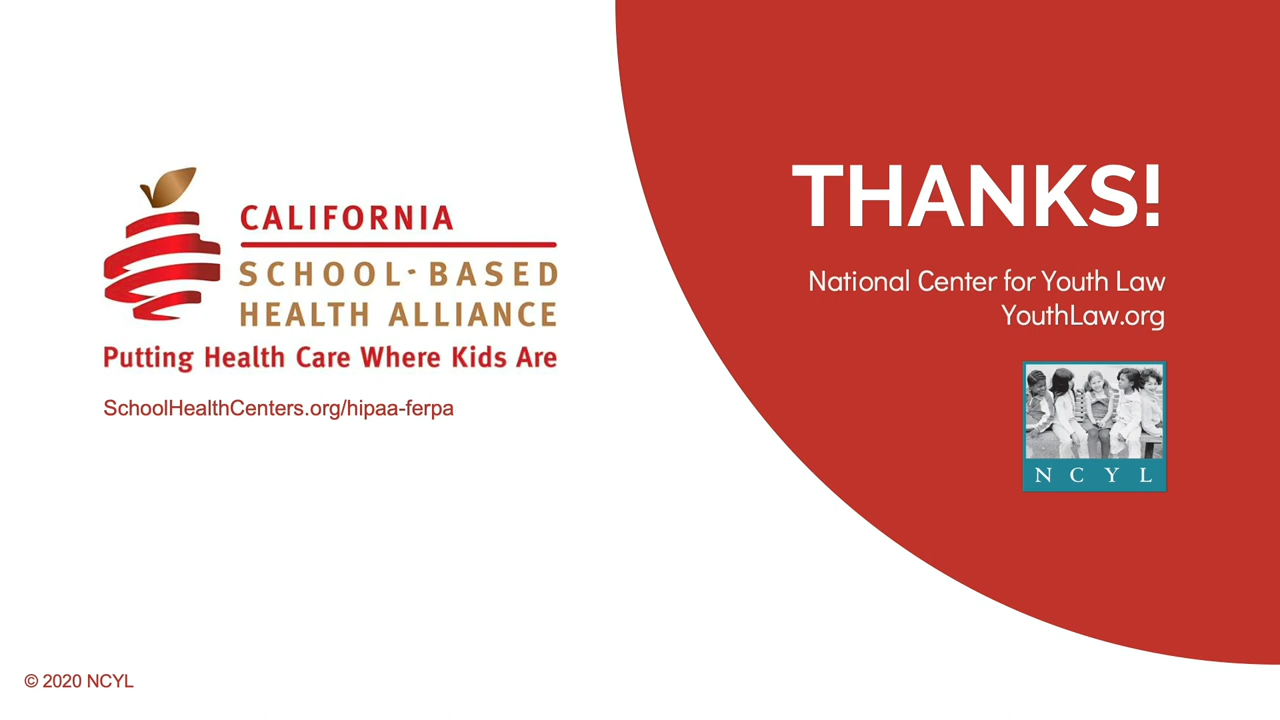 CALIFORNIA
SCHOOL-BASED
HEALTH ALLIANCE
Putting Health Care Where Kids Are
SchoolHealthCenters.org/hipaa-ferpa
THANKS!
National Center for Youth Law
YouthLaw.org
NCYL
© 2020 NCYL